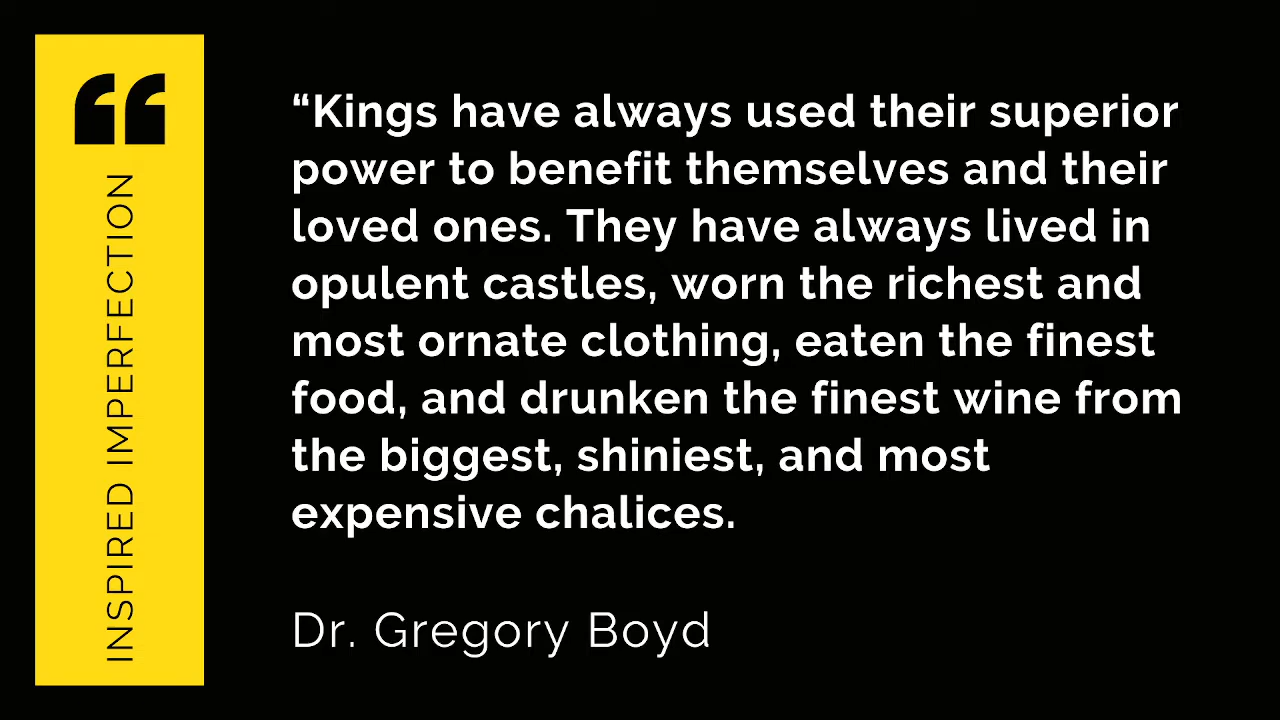 INSPIRED IMPERFECTION
“Kings have always used their superior
power to benefit themselves and their
loved ones. They have always lived in
opulent castles, worn the richest and
most ornate clothing, eaten the finest
food, and drunken the finest wine from
the biggest, shiniest, and most
expensive chalices.
Dr. Gregory Boyd